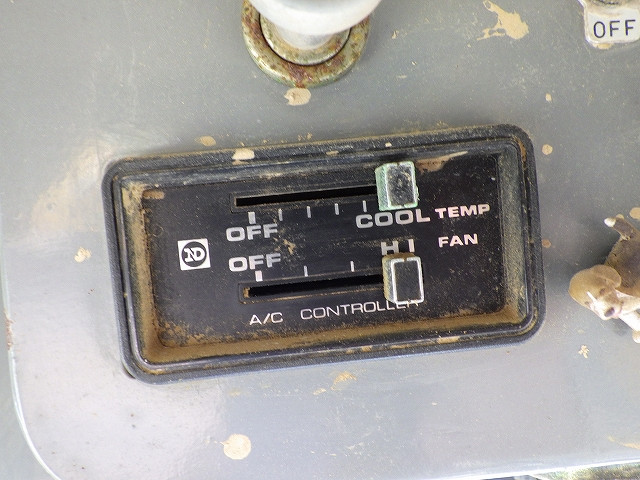 OFF
OFF COOL TEMP
ND
OFF HI FAN
A/C CONTROLLER